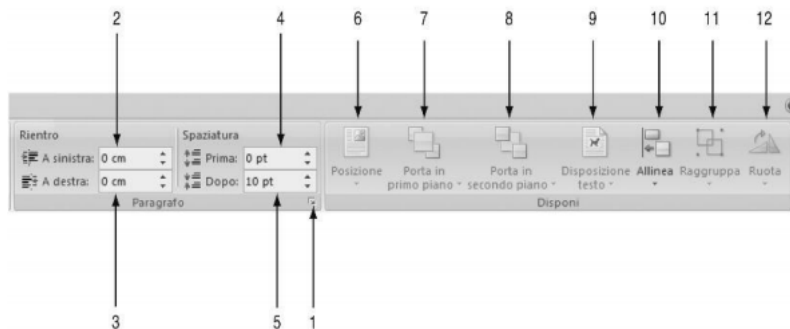 2 4 6 7 8 9 10 11 12
Rientro Spaziatura
A sinistra: 0 cm Prima: 0 pt
A destra: 0 cm Dopo: 10 pt
Posizione Porta in primo piano Porta in secondo piano Disposizione testo Allinea Raggruppa Ruota
Paragrafo Disponi
3 5 1